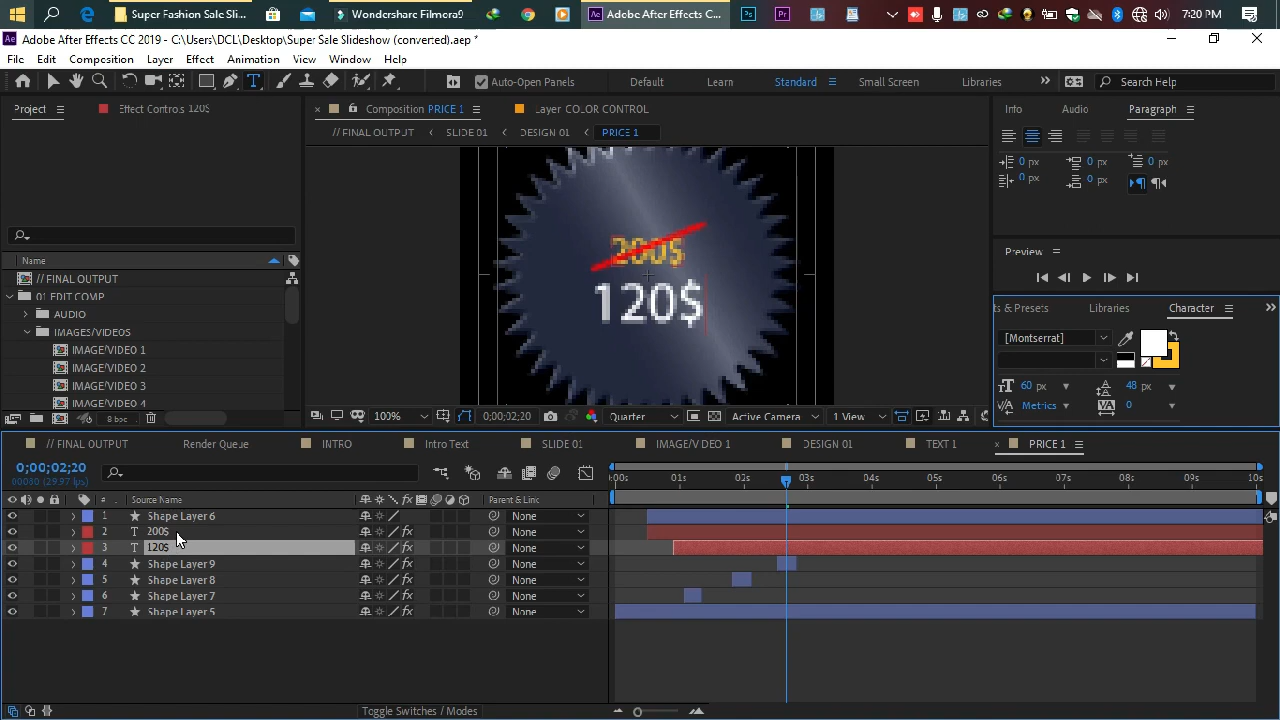 Super Fashion Sale Sli...
Wondershare Filmora9
Adobe After Effects C...
7:20 PM
Adobe After Effects CC 2019 - C:\Users\DCL\Desktop\Super Sale Slideshow (converted).aep *
File Edit Composition Layer Effect Animation View Window Help
Auto-Open Panels Default Learn Standard Small Screen Libraries Search Help
Project Effect Controls 120$ Composition PRICE 1 Layer COLOR CONTROL Info Audio Paragraph
// FINAL OUTPUT SLIDE 01 DESIGN 01 PRICE 1
0 px 0 px 0 px
0 px 0 px
200$
120$
Name
// FINAL OUTPUT
01 EDIT COMP
AUDIO
IMAGES/VIDEOS
IMAGE/VIDEO 1
IMAGE/VIDEO 2
IMAGE/VIDEO 3
IMAGE/VIDEO 4
Preview
ts & Presets Libraries Character
[Montserrat]
60 px 48 px
Metrics 0
8 bpc
100% 0;00;02;20 Quarter Active Camera 1 View
// FINAL OUTPUT Render Queue INTRO Intro Text SLIDE 01 IMAGE/VIDEO 1 DESIGN 01 TEXT 1 PRICE 1
0;00;02;20
00080 (29.97 fps)
:00s 01s 02s 03s 04s 05s 06s 07s 08s 09s 10s
# Source Name Parent & Link
1 Shape Layer 6 None
2 T 200$ None
3 T 120$ None
4 Shape Layer 9 None
5 Shape Layer 8 None
6 Shape Layer 7 None
7 Shape Layer 5 None
Toggle Switches / Modes